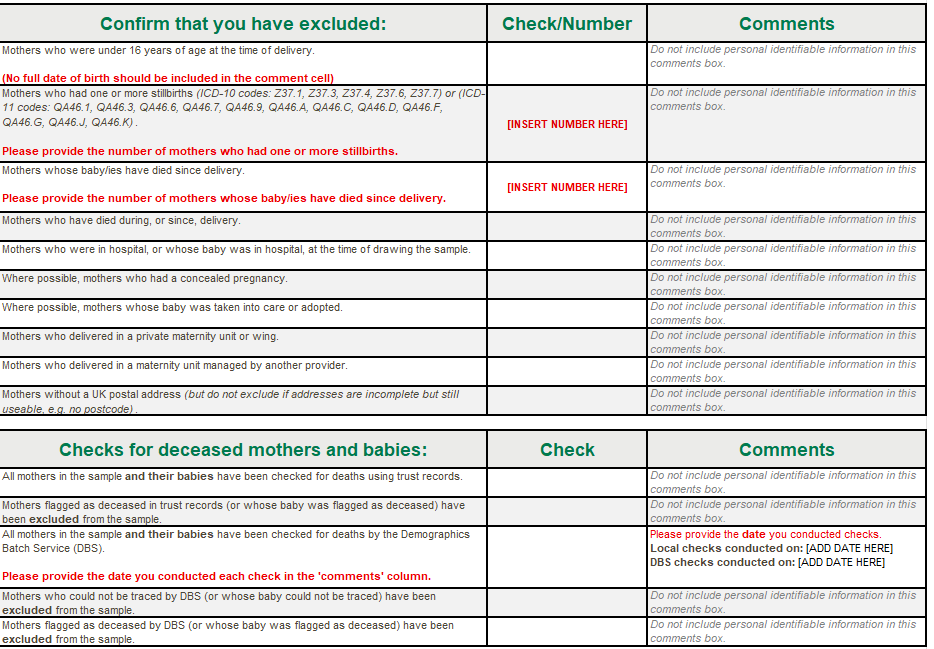 Confirm that you have excluded: Check/Number Comments
Mothers who were under 16 years of age at the time of delivery.
(No full date of birth should be included in the comment cell)
Do not include personal identifiable information in this
comments box.
Mothers who had one or more stillbirths (ICD-10 codes: Z37.1, Z37.3, Z37.4, Z37.6, Z37.7) or (ICD-
11 codes: QA46.1, QA46.3, QA46.6, QA46.7, QA46.9, QA46.A, QA46.C, QA46.D, QA46.F,
QA46.G, QA46.J, QA46.K) .
Please provide the number of mothers who had one or more stillbirths.
[INSERT NUMBER HERE]
Do not include personal identifiable information in this
comments box.
Mothers whose baby/ies have died since delivery.
Please provide the number of mothers whose baby/ies have died since delivery.
[INSERT NUMBER HERE]
Do not include personal identifiable information in this
comments box.
Mothers who have died during, or since, delivery.
Do not include personal identifiable information in this
comments box.
Mothers who were in hospital, or whose baby was in hospital, at the time of drawing the sample.
Do not include personal identifiable information in this
comments box.
Where possible, mothers who had a concealed pregnancy.
Do not include personal identifiable information in this
comments box.
Where possible, mothers whose baby was taken into care or adopted.
Do not include personal identifiable information in this
comments box.
Mothers who delivered in a private maternity unit or wing.
Do not include personal identifiable information in this
comments box.
Mothers who delivered in a maternity unit managed by another provider.
Do not include personal identifiable information in this
comments box.
Mothers without a UK postal address (but do not exclude if addresses are incomplete but still
useable, e.g. no postcode) .
Do not include personal identifiable information in this
comments box.
Checks for deceased mothers and babies: Check Comments
All mothers in the sample and their babies have been checked for deaths using trust records.
Do not include personal identifiable information in this
comments box.
Mothers flagged as deceased in trust records (or whose baby was flagged as deceased) have
been excluded from the sample.
Do not include personal identifiable information in this
comments box.
All mothers in the sample and their babies have been checked for deaths by the Demographics
Batch Service (DBS).
Please provide the date you conducted each check in the 'comments' column.
Please provide the date you conducted checks.
Local checks conducted on: [ADD DATE HERE]
DBS checks conducted on: [ADD DATE HERE]
Mothers who could not be traced by DBS (or whose baby could not be traced) have been
excluded from the sample.
Do not include personal identifiable information in this
comments box.
Mothers flagged as deceased by DBS (or whose baby was flagged as deceased) have been
excluded from the sample.
Do not include personal identifiable information in this
comments box.